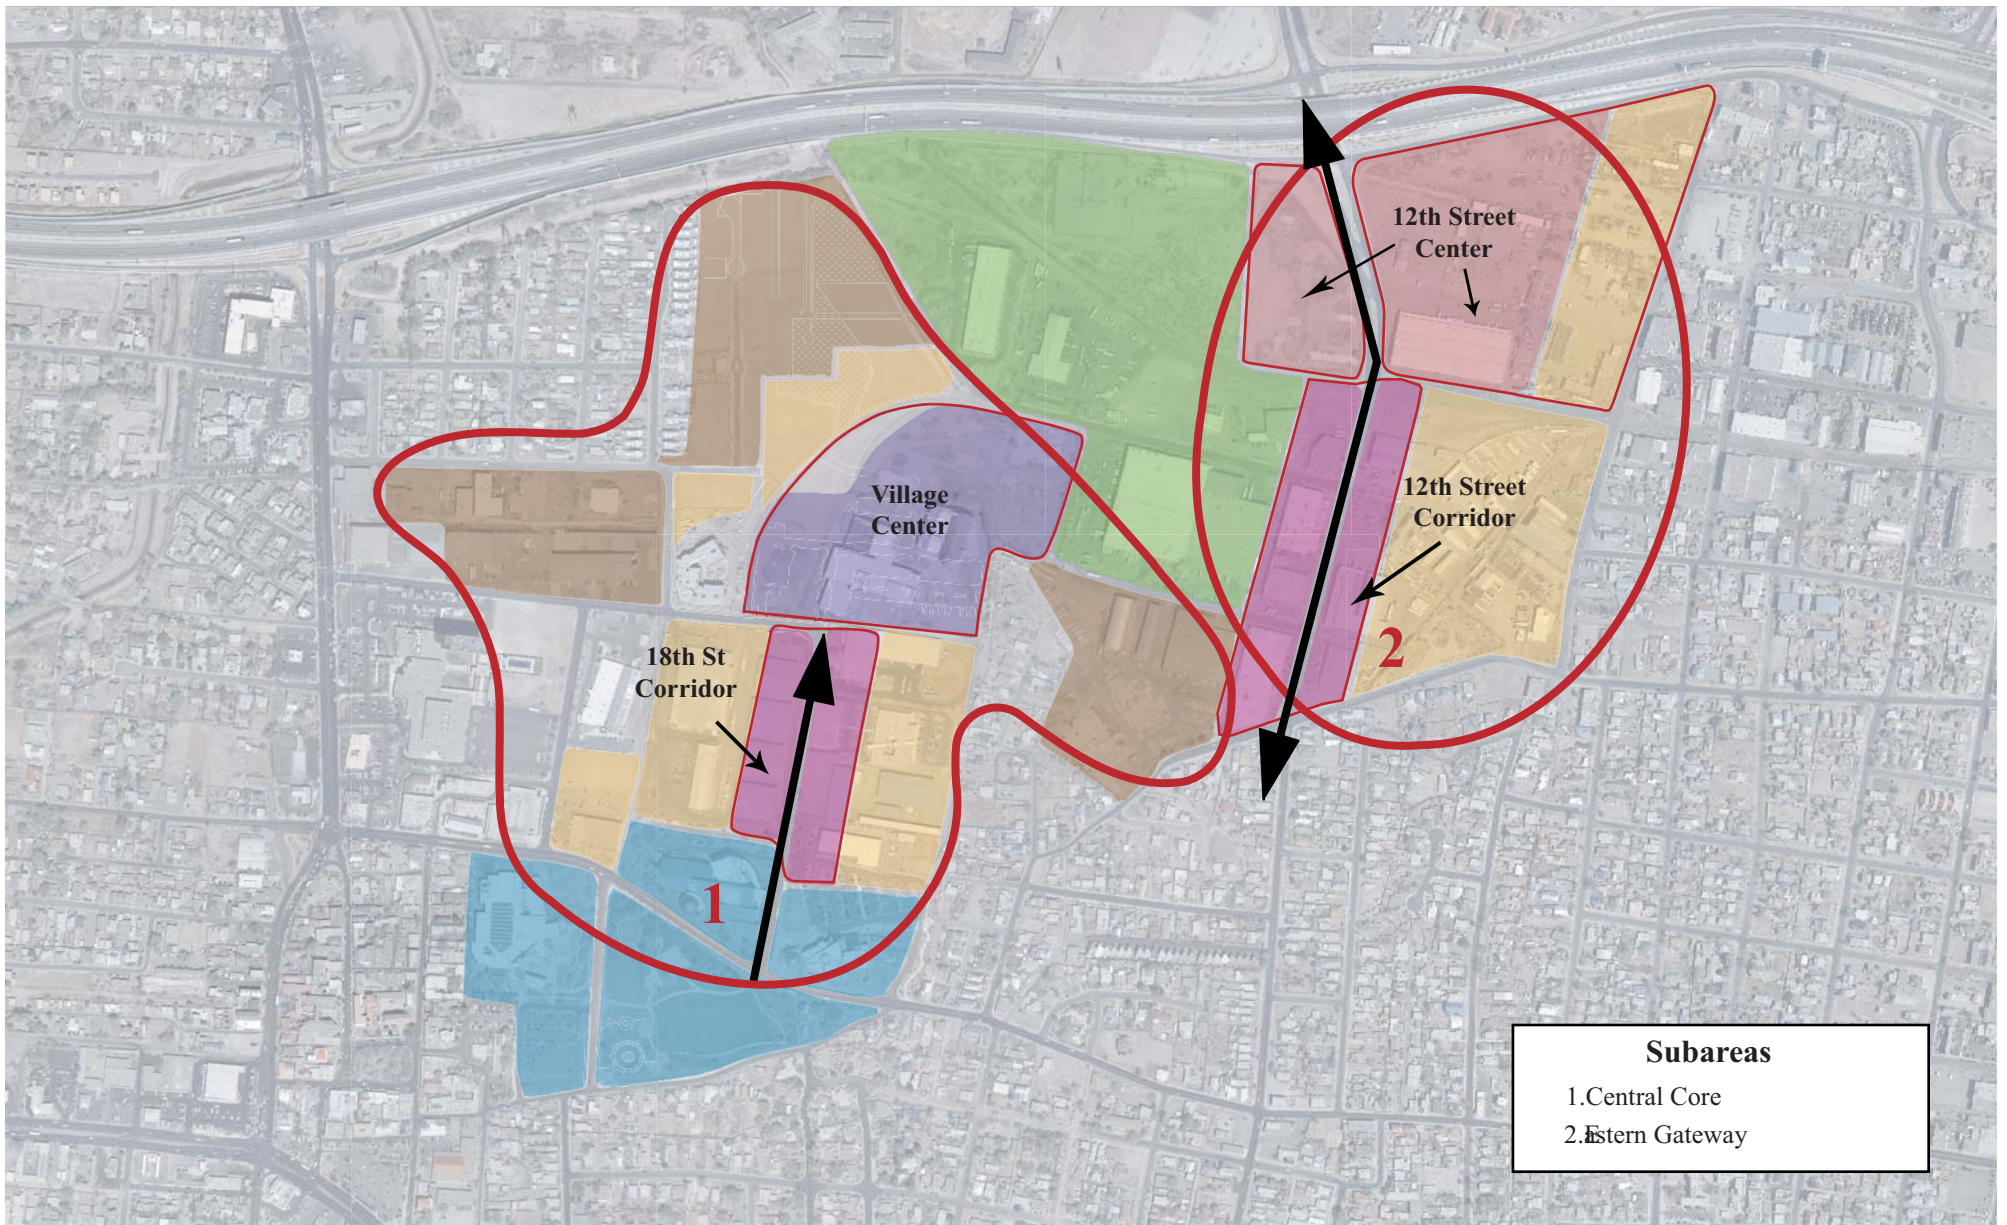 12th Street
Center
Village
Center
12th Street
Corridor
18th St
Corridor
2
1
Subareas
1.Central Core
2.Eastern Gateway